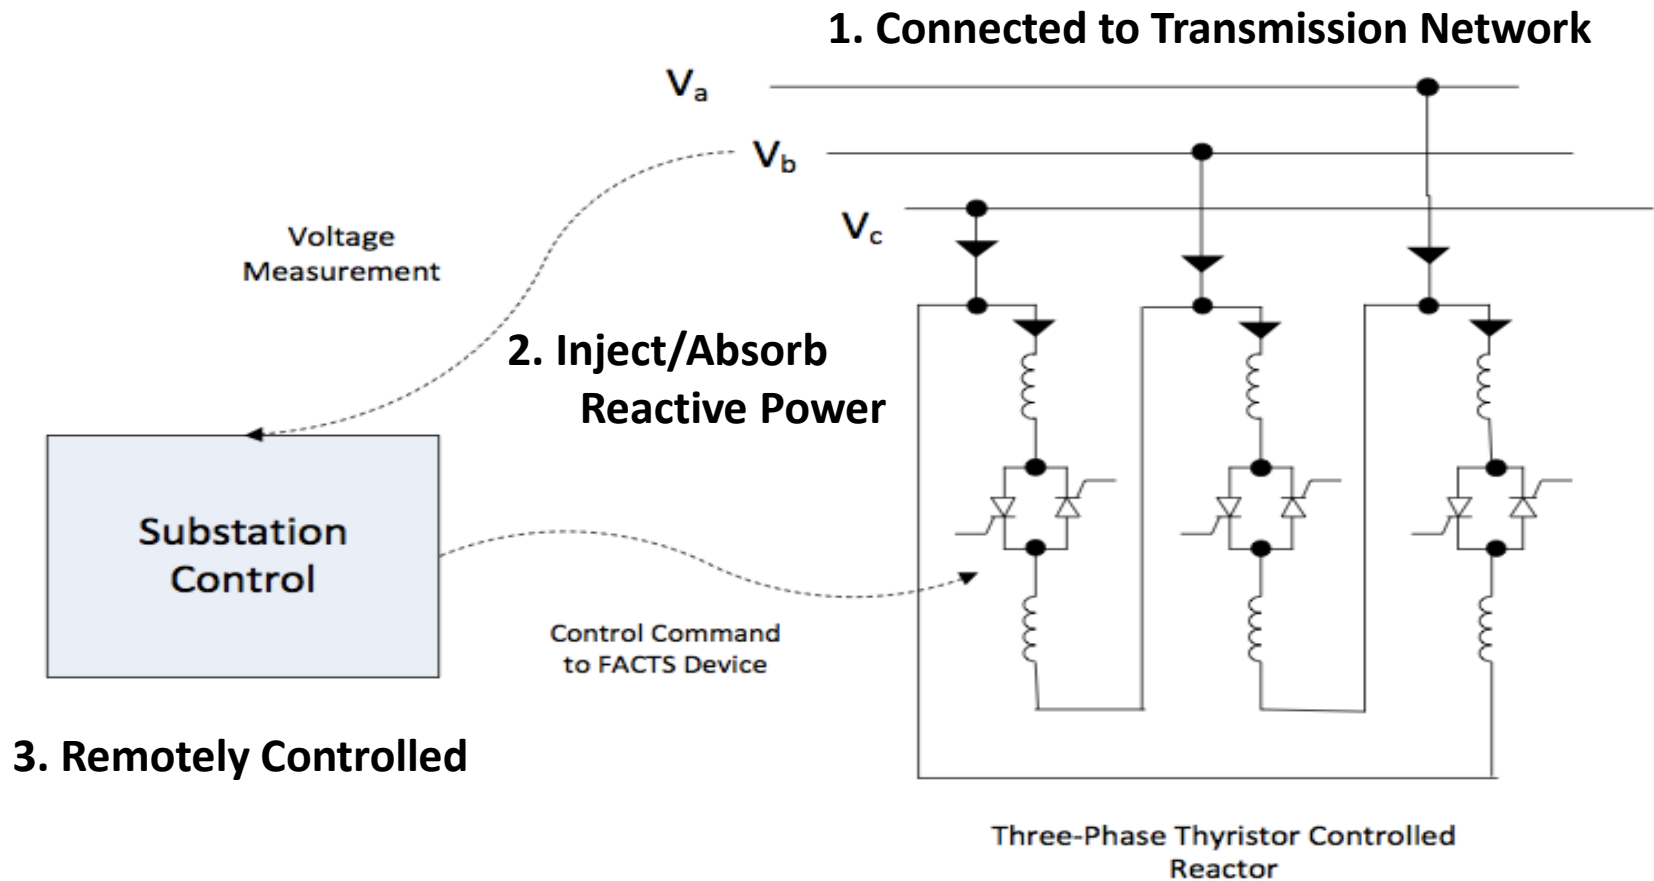 1. Connected to Transmission Network
Va
Vb
Vc
Voltage
Measurement
2. Inject/Absorb
Reactive Power
Substation
Control
Control Command
to FACTS Device
3. Remotely Controlled
Three-Phase Thyristor Controlled
Reactor